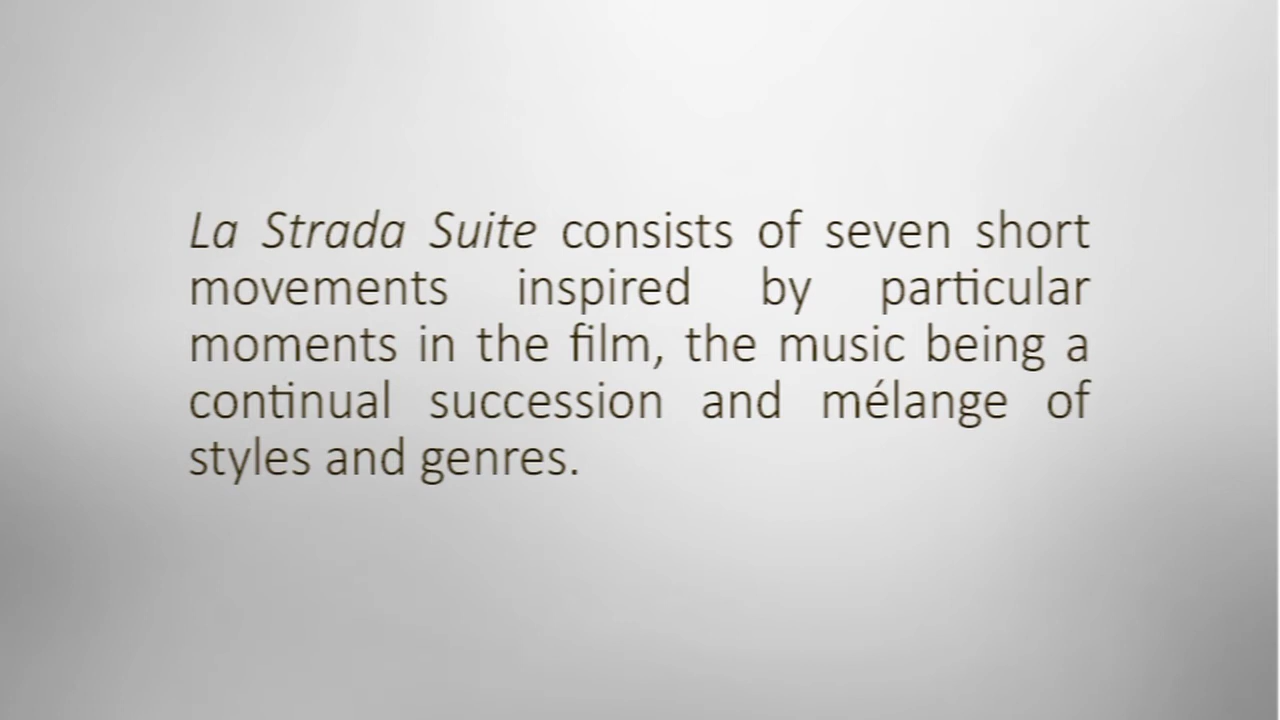 La Strada Suite consists of seven short
movements inspired by particular
moments in the film, the music being a
continual succession and mélange of
styles and genres.